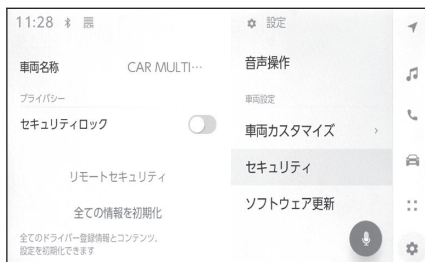 11:28
車両名称 CAR MULTI…
プライバシー
セキュリティロック
リモートセキュリティ
全ての情報を初期化
全てのドライバー登録情報とコンテンツ、
設定を初期化できます
設定
音声操作
車両設定
車両カスタマイズ
セキュリティ
ソフトウェア更新